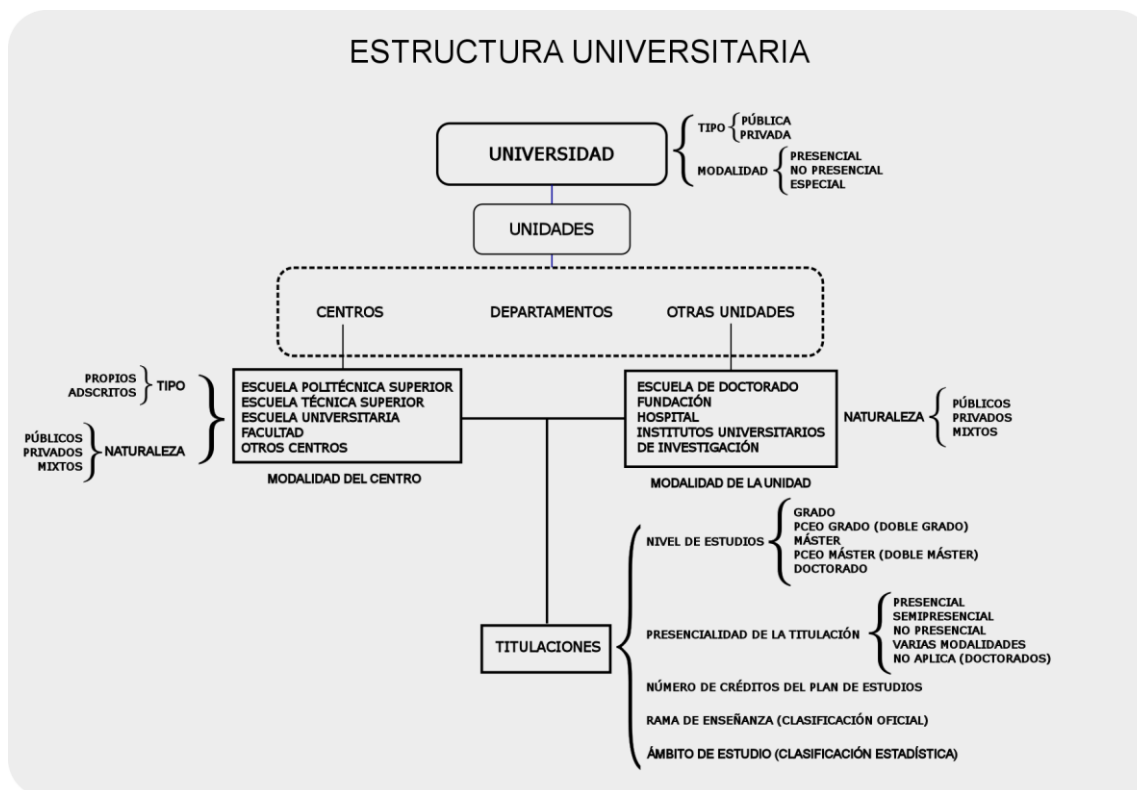 ESTRUCTURA UNIVERSITARIA
UNIVERSIDAD
TIPO
PÚBLICA
PRIVADA
MODALIDAD
PRESENCIAL
NO PRESENCIAL
ESPECIAL
UNIDADES
CENTROS
DEPARTAMENTOS
OTRAS UNIDADES
PROPIOS
ADSCRITOS
TIPO
PÚBLICOS
PRIVADOS
MIXTOS
NATURALEZA
ESCUELA POLITÉCNICA SUPERIOR
ESCUELA TÉCNICA SUPERIOR
ESCUELA UNIVERSITARIA
FACULTAD
OTROS CENTROS
MODALIDAD DEL CENTRO
ESCUELA DE DOCTORADO
FUNDACIÓN
HOSPITAL
INSTITUTOS UNIVERSITARIOS
DE INVESTIGACIÓN
MODALIDAD DE LA UNIDAD
NATURALEZA
PÚBLICOS
PRIVADOS
MIXTOS
TITULACIONES
NIVEL DE ESTUDIOS
GRADO
PCEO GRADO (DOBLE GRADO)
MÁSTER
PCEO MÁSTER (DOBLE MÁSTER)
DOCTORADO
PRESENCIALIDAD DE LA TITULACIÓN
PRESENCIAL
SEMIPRESENCIAL
NO PRESENCIAL
VARIAS MODALIDADES
NO APLICA (DOCTORADOS)
NÚMERO DE CRÉDITOS DEL PLAN DE ESTUDIOS
RAMA DE ENSEÑANZA (CLASIFICACIÓN OFICIAL)
ÁMBITO DE ESTUDIO (CLASIFICACIÓN ESTADÍSTICA)